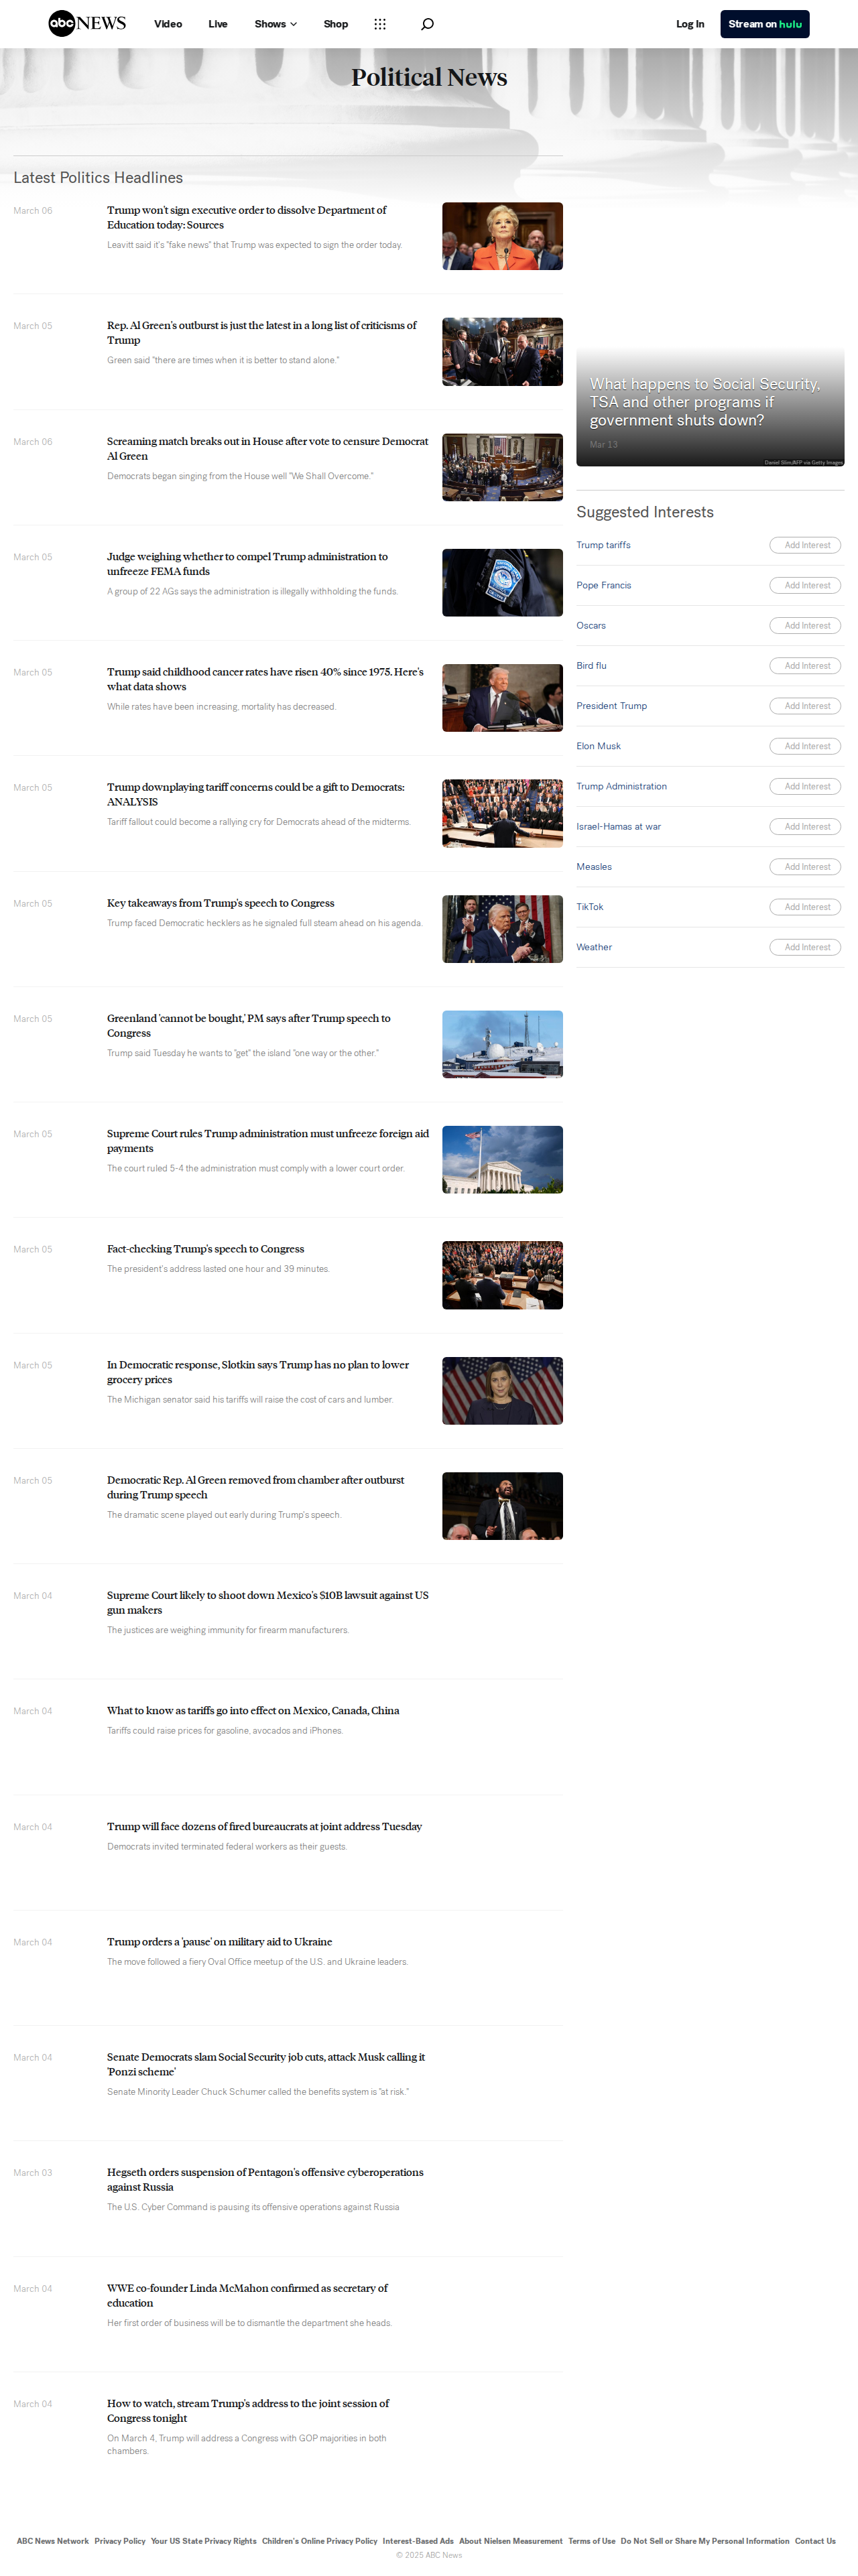 abc NEWS
Video
Live
Shows
Shop
Log In
Stream on hulu
Political News
Latest Politics Headlines
March 06
Trump won't sign executive order to dissolve Department of
Education today: Sources
Leavitt said it's "fake news" that Trump was expected to sign the order today.
March 05
Rep. Al Green's outburst is just the latest in a long list of criticisms of
Trump
Green said "there are times when it is better to stand alone."
March 06
Screaming match breaks out in House after vote to censure Democrat
Al Green
Democrats began singing from the House well "We Shall Overcome."
March 05
Judge weighing whether to compel Trump administration to
unfreeze FEMA funds
A group of 22 AGs says the administration is illegally withholding the funds.
March 05
Trump said childhood cancer rates have risen 40% since 1975. Here's
what data shows
While rates have been increasing, mortality has decreased.
March 05
Trump downplaying tariff concerns could be a gift to Democrats:
ANALYSIS
Tariff fallout could become a rallying cry for Democrats ahead of the midterms.
March 05
Key takeaways from Trump's speech to Congress
Trump faced Democratic hecklers as he signaled full steam ahead on his agenda.
March 05
Greenland 'cannot be bought,' PM says after Trump speech to
Congress
Trump said Tuesday he wants to "get" the island "one way or the other."
March 05
Supreme Court rules Trump administration must unfreeze foreign aid
payments
The court ruled 5-4 the administration must comply with a lower court order.
March 05
Fact-checking Trump's speech to Congress
The president's address lasted one hour and 39 minutes.
March 05
In Democratic response, Slotkin says Trump has no plan to lower
grocery prices
The Michigan senator said his tariffs will raise the cost of cars and lumber.
March 05
Democratic Rep. Al Green removed from chamber after outburst
during Trump speech
The dramatic scene played out early during Trump's speech.
March 04
Supreme Court likely to shoot down Mexico's $10B lawsuit against US
gun makers
The justices are weighing immunity for firearm manufacturers.
March 04
What to know as tariffs go into effect on Mexico, Canada, China
Tariffs could raise prices for gasoline, avocados and iPhones.
March 04
Trump will face dozens of fired bureaucrats at joint address Tuesday
Democrats invited terminated federal workers as their guests.
March 04
Trump orders a 'pause' on military aid to Ukraine
The move followed a fiery Oval Office meetup of the U.S. and Ukraine leaders.
March 04
Senate Democrats slam Social Security job cuts, attack Musk calling it
'Ponzi scheme'
Senate Minority Leader Chuck Schumer called the benefits system is "at risk."
March 03
Hegseth orders suspension of Pentagon's offensive cyberoperations
against Russia
The U.S. Cyber Command is pausing its offensive operations against Russia
March 04
WWE co-founder Linda McMahon confirmed as secretary of
education
Her first order of business will be to dismantle the department she heads.
March 04
How to watch, stream Trump's address to the joint session of
Congress tonight
On March 4, Trump will address a Congress with GOP majorities in both
chambers.
What happens to Social Security,
TSA and other programs if
government shuts down?
Mar 13
Daniel Slim/AFP via Getty Images
Suggested Interests
Trump tariffs
Add Interest
Pope Francis
Add Interest
Oscars
Add Interest
Bird flu
Add Interest
President Trump
Add Interest
Elon Musk
Add Interest
Trump Administration
Add Interest
Israel-Hamas at war
Add Interest
Measles
Add Interest
TikTok
Add Interest
Weather
Add Interest
ABC News Network Privacy Policy Your US State Privacy Rights Children's Online Privacy Policy Interest-Based Ads About Nielsen Measurement Terms of Use Do Not Sell or Share My Personal Information Contact Us
© 2025 ABC News